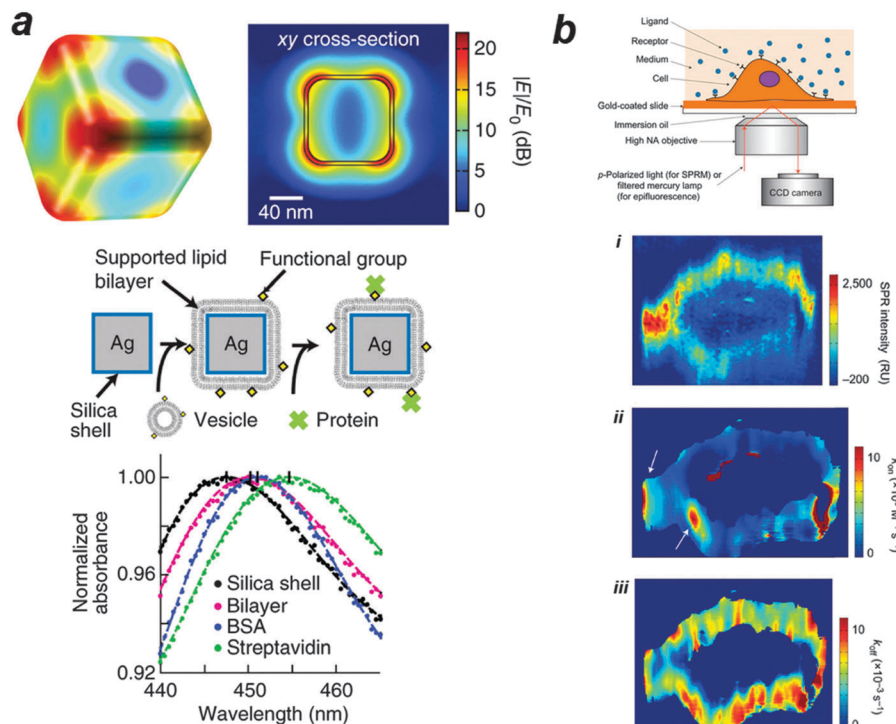 a
xy cross-section
|E|/E0 (dB)
20
15
10
5
0
40 nm
Supported lipid
bilayer
Functional group
Ag
Ag
Ag
Silica
shell
Vesicle
Protein
Normalized
absorbance
1.00
0.96
0.92
Silica shell
Bilayer
BSA
Streptavidin
440
450
460
Wavelength (nm)
b
Ligand
Receptor
Medium
Cell
Gold-coated slide
Immersion oil
High NA objective
p-Polarized light (for SPRM) or
filtered mercury lamp
(for epifluorescence)
CCD camera
i
2,500
–200
SPR intensity (RU)
ii
10
0
iii
10
0
koff (×10⁻³ s⁻¹)